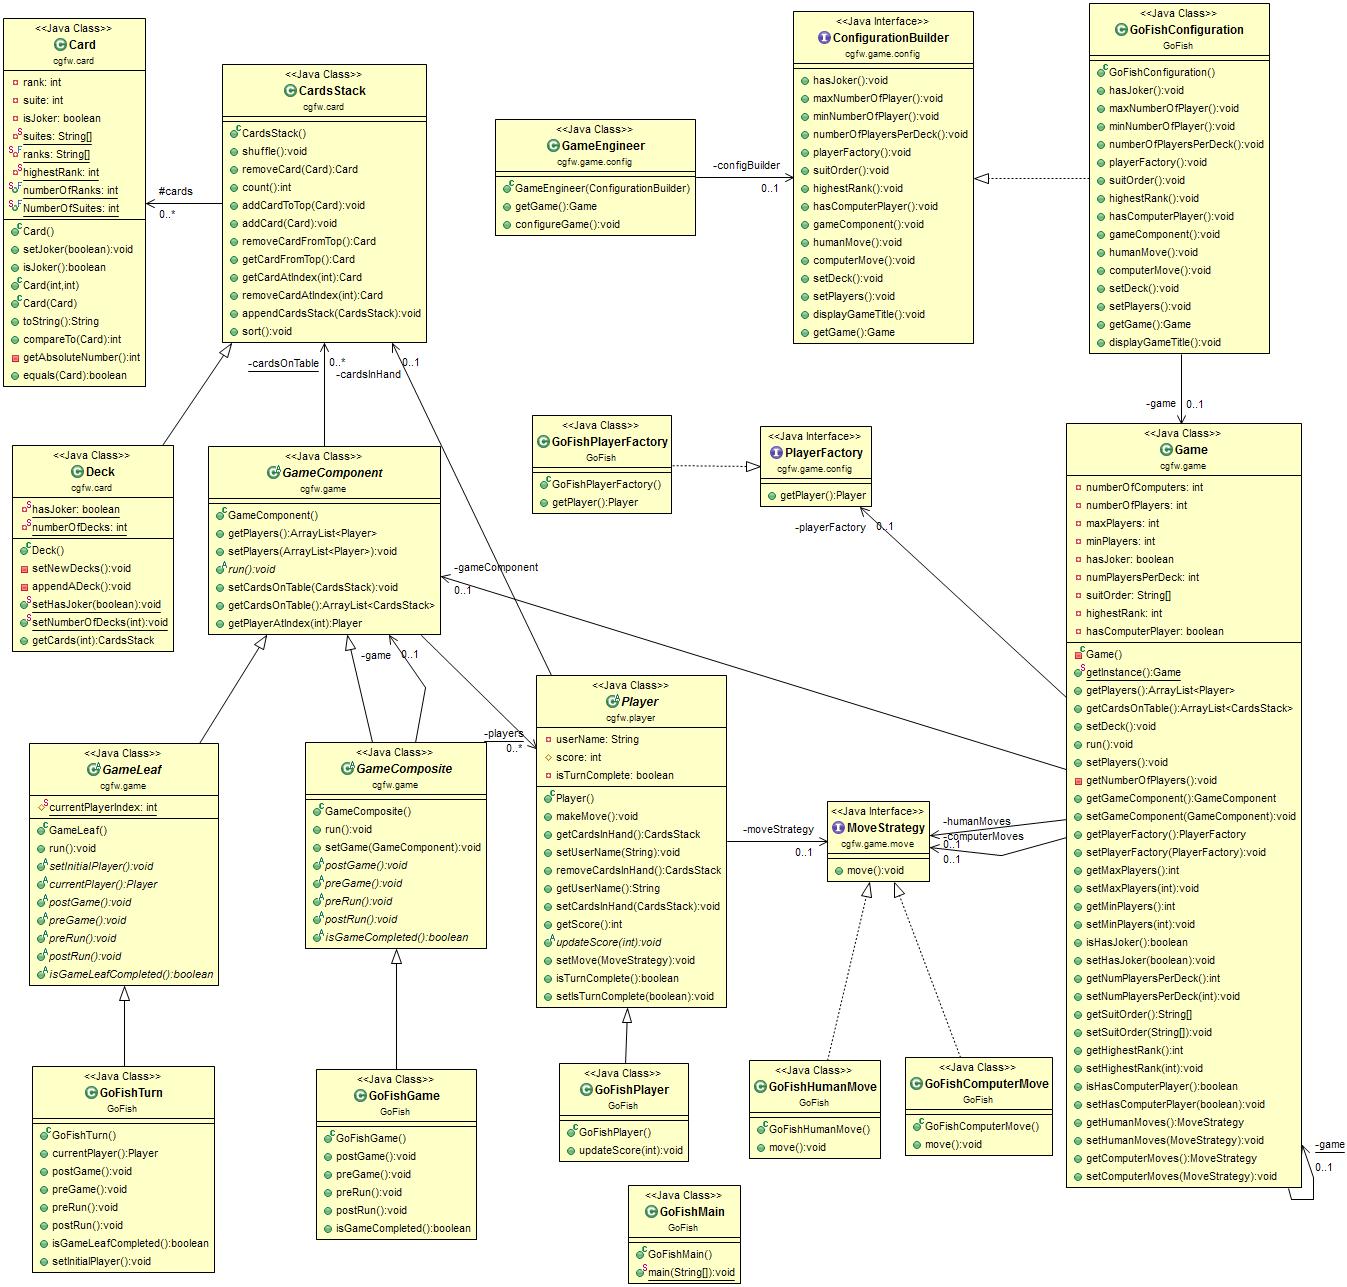 <<Java Class>>
Card
cgfw.card
rank: int
suite: int
isJoker: boolean
suites: String[]
ranks: String[]
highestRank: int
numberOfRanks: int
NumberOfSuites: int
Card()
setJoker(boolean):void
isJoker():boolean
Card(int,int)
Card(Card)
toString():String
compareTo(Card):int
getAbsoluteNumber():int
equals(Card):boolean
#cards
0..*
<<Java Class>>
CardsStack
cgfw.card
CardsStack()
shuffle():void
removeCard(Card):Card
count():int
addCardToTop(Card):void
addCard(Card):void
removeCardFromTop():Card
getCardFromTop():Card
getCardAtIndex(int):Card
removeCardAtIndex(int):Card
appendCardsStack(CardsStack):void
sort():void
<<Java Class>>
GameEngineer
cgfw.game.config
GameEngineer(ConfigurationBuilder)
getGame():Game
configureGame():void
-configBuilder
0..1
<<Java Interface>>
ConfigurationBuilder
cgfw.game.config
hasJoker():void
maxNumberOfPlayer():void
minNumberOfPlayer():void
numberOfPlayersPerDeck():void
playerFactory():void
suitOrder():void
highestRank():void
hasComputerPlayer():void
gameComponent():void
humanMove():void
computerMove():void
setDeck():void
setPlayers():void
displayGameTitle():void
getGame():Game
<<Java Class>>
GoFishConfiguration
GoFish
GoFishConfiguration()
hasJoker():void
maxNumberOfPlayer():void
minNumberOfPlayer():void
numberOfPlayersPerDeck():void
playerFactory():void
suitOrder():void
highestRank():void
hasComputerPlayer():void
gameComponent():void
humanMove():void
computerMove():void
setDeck():void
setPlayers():void
getGame():Game
displayGameTitle():void
-cardsOnTable
0..*
-cardsInHand
0..1
-game
0..1
<<Java Class>>
Deck
cgfw.card
hasJoker: boolean
numberOfDecks: int
Deck()
setNewDecks():void
appendADeck():void
setHasJoker(boolean):void
setNumberOfDecks(int):void
getCards(int):CardsStack
<<Java Class>>
GameComponent
cgfw.game
GameComponent()
getPlayers():ArrayList<Player>
setPlayers(ArrayList<Player>):void
run():void
setCardsOnTable(CardsStack):void
getCardsOnTable():ArrayList<CardsStack>
getPlayerAtIndex(int):Player
<<Java Class>>
GoFishPlayerFactory
GoFish
GoFishPlayerFactory()
getPlayer():Player
<<Java Interface>>
PlayerFactory
cgfw.game.config
getPlayer():Player
-playerFactory
0..1
-gameComponent
0..1
-game
0..1
-players
0..*
<<Java Class>>
Game
cgfw.game
numberOfComputers: int
numberOfPlayers: int
maxPlayers: int
minPlayers: int
hasJoker: boolean
numPlayersPerDeck: int
suitOrder: String[]
highestRank: int
hasComputerPlayer: boolean
Game()
getInstance():Game
getPlayers():ArrayList<Player>
getCardsOnTable():ArrayList<CardsStack>
setDeck():void
run():void
setPlayers():void
getNumberOfPlayers():void
getGameComponent():GameComponent
setGameComponent(GameComponent):void
getPlayerFactory():PlayerFactory
setPlayerFactory(PlayerFactory):void
getMaxPlayers():int
setMaxPlayers(int):void
getMinPlayers():int
setMinPlayers(int):void
isHasJoker():boolean
setHasJoker(boolean):void
getNumPlayersPerDeck():int
setNumPlayersPerDeck(int):void
getSuitOrder():String[]
setSuitOrder(String[]):void
getHighestRank():int
setHighestRank(int):void
isHasComputerPlayer():boolean
setHasComputerPlayer(boolean):void
getHumanMoves():MoveStrategy
setHumanMoves(MoveStrategy):void
getComputerMoves():MoveStrategy
setComputerMoves(MoveStrategy):void
-game
0..1
<<Java Class>>
GameLeaf
cgfw.game
currentPlayerIndex: int
GameLeaf()
run():void
setInitialPlayer():void
currentPlayer():Player
postGame():void
preGame():void
preRun():void
postRun():void
isGameLeafCompleted():boolean
<<Java Class>>
GameComposite
cgfw.game
GameComposite()
run():void
setGame(GameComponent):void
postGame():void
preGame():void
preRun():void
postRun():void
isGameCompleted():boolean
<<Java Class>>
Player
cgfw.player
userName: String
score: int
isTurnComplete: boolean
Player()
makeMove():void
getCardsInHand():CardsStack
setUserName(String):void
removeCardsInHand():CardsStack
getUserName():String
setCardsInHand(CardsStack):void
getScore():int
updateScore(int):void
setMove(MoveStrategy):void
isTurnComplete():boolean
setIsTurnComplete(boolean):void
-moveStrategy
0..1
<<Java Interface>>
MoveStrategy
cgfw.game.move
move():void
-humanMoves
0..1
-computerMoves
0..1
<<Java Class>>
GoFishTurn
GoFish
GoFishTurn()
currentPlayer():Player
postGame():void
preGame():void
preRun():void
postRun():void
isGameLeafCompleted():boolean
setInitialPlayer():void
<<Java Class>>
GoFishGame
GoFish
GoFishGame()
postGame():void
preGame():void
preRun():void
postRun():void
isGameCompleted():boolean
<<Java Class>>
GoFishPlayer
GoFish
GoFishPlayer()
updateScore(int):void
<<Java Class>>
GoFishHumanMove
GoFish
GoFishHumanMove()
move():void
<<Java Class>>
GoFishComputerMove
GoFish
GoFishComputerMove()
move():void
<<Java Class>>
GoFishMain
GoFish
GoFishMain()
main(String[]):void